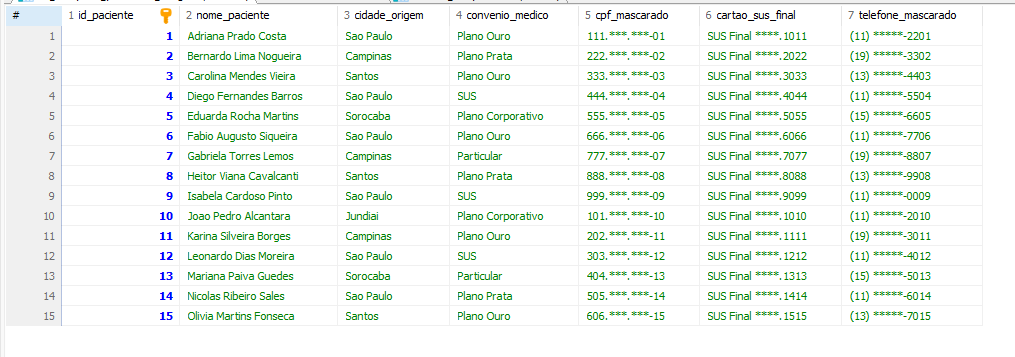 # 1 id_paciente 2 nome_paciente 3 cidade_origem 4 convenio_medico 5 cpf_mascarado 6 cartao_sus_final 7 telefone_mascarado
1 1 Adriana Prado Costa Sao Paulo Plano Ouro 111.***.***-01 SUS Final ****.1011 (11) *****-2201
2 2 Bernardo Lima Nogueira Campinas Plano Prata 222.***.***-02 SUS Final ****.2022 (19) *****-3302
3 3 Carolina Mendes Vieira Santos Plano Ouro 333.***.***-03 SUS Final ****.3033 (13) *****-4403
4 4 Diego Fernandes Barros Sao Paulo SUS 444.***.***-04 SUS Final ****.4044 (11) *****-5504
5 5 Eduarda Rocha Martins Sorocaba Plano Corporativo 555.***.***-05 SUS Final ****.5055 (15) *****-6605
6 6 Fabio Augusto Siqueira Sao Paulo Plano Ouro 666.***.***-06 SUS Final ****.6066 (11) *****-7706
7 7 Gabriela Torres Lemos Campinas Particular 777.***.***-07 SUS Final ****.7077 (19) *****-8807
8 8 Heitor Viana Cavalcanti Santos Plano Prata 888.***.***-08 SUS Final ****.8088 (13) *****-9908
9 9 Isabela Cardoso Pinto Sao Paulo SUS 999.***.***-09 SUS Final ****.9099 (11) *****-0009
10 10 Joao Pedro Alcantara Jundiai Plano Corporativo 101.***.***-10 SUS Final ****.1010 (11) *****-2010
11 11 Karina Silveira Borges Campinas Plano Ouro 202.***.***-11 SUS Final ****.1111 (19) *****-3011
12 12 Leonardo Dias Moreira Sao Paulo SUS 303.***.***-12 SUS Final ****.1212 (11) *****-4012
13 13 Mariana Paiva Guedes Sorocaba Particular 404.***.***-13 SUS Final ****.1313 (15) *****-5013
14 14 Nicolas Ribeiro Sales Sao Paulo Plano Prata 505.***.***-14 SUS Final ****.1414 (11) *****-6014
15 15 Olivia Martins Fonseca Santos Plano Ouro 606.***.***-15 SUS Final ****.1515 (13) *****-7015